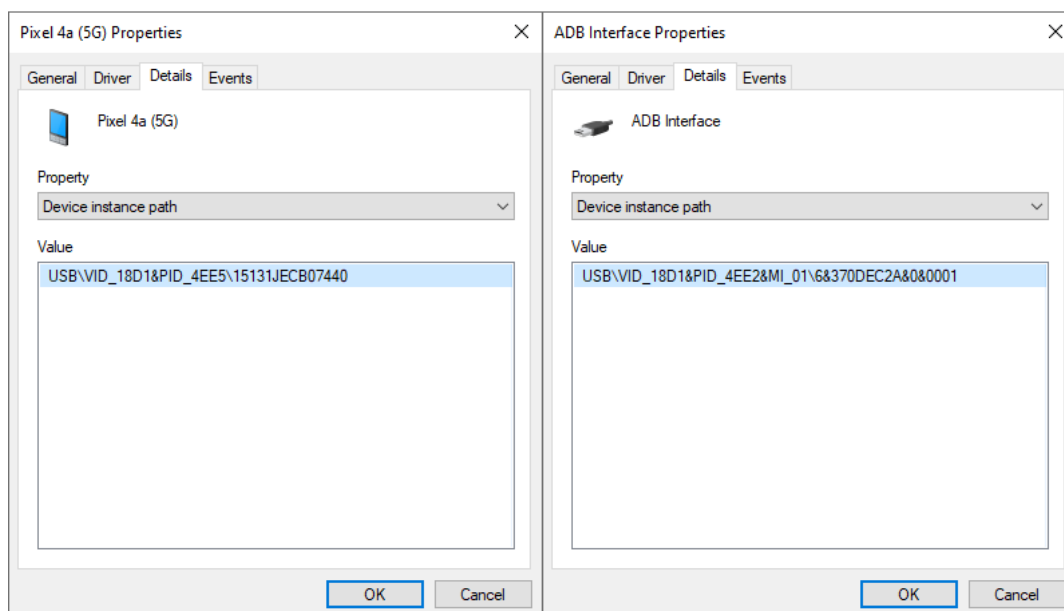 Pixel 4a (5G) Properties
General Driver Details Events
Pixel 4a (5G)
Property
Device instance path
Value
USB\VID_18D1&PID_4EE5\15131JECB07440
OK Cancel
ADB Interface Properties
General Driver Details Events
ADB Interface
Property
Device instance path
Value
USB\VID_18D1&PID_4EE2&MI_01\6&370DEC2A&0&0001
OK Cancel